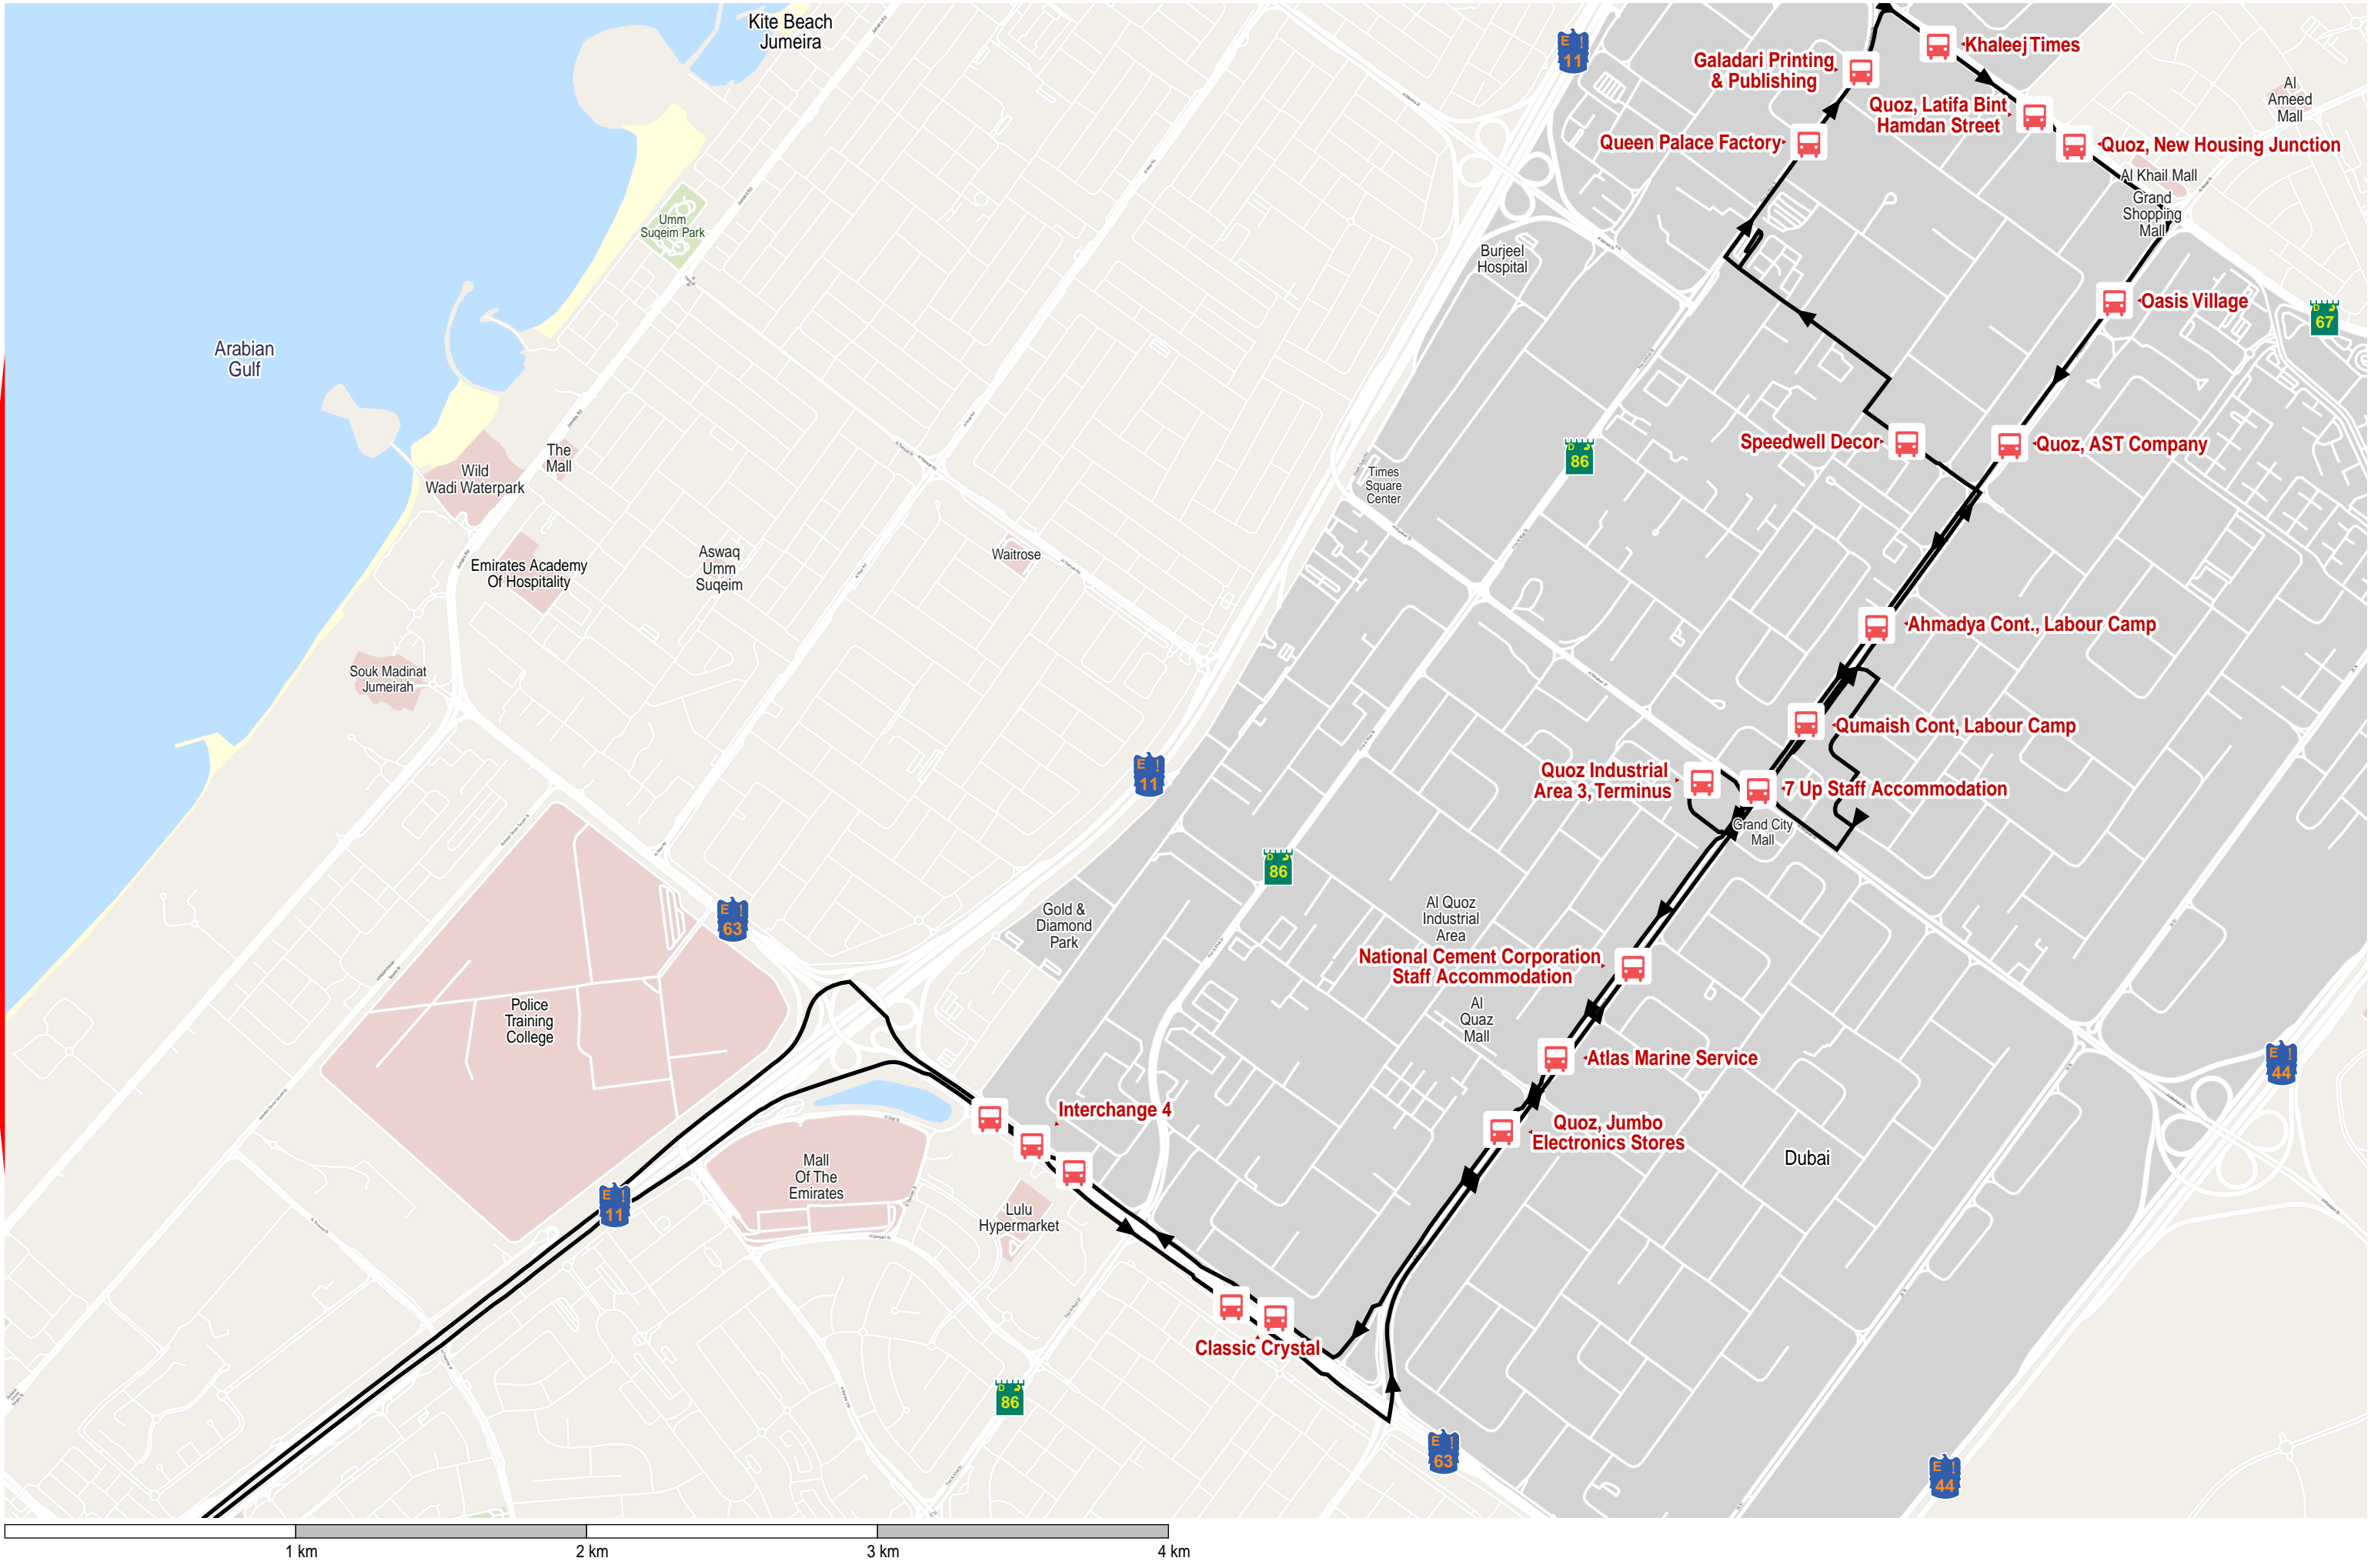 Kite Beach
Jumeira
E
11
Khaleej Times
Galadari Printing
& Publishing
Al
Ameed
Mall
Quoz, Latifa Bint
Hamdan Street
Queen Palace Factory
Quoz, New Housing Junction
Al Khail Mall
Grand
Shopping
Mall
Umm
Suqeim Park
Burjeel
Hospital
Oasis Village
D
67
Arabian
Gulf
Speedwell Decor
Quoz, AST Company
The
Mall
Wild
Wadi Waterpark
D
86
Times
Square
Center
Waitrose
Aswaq
Umm
Suqeim
Emirates Academy
Of Hospitality
Ahmadya Cont., Labour Camp
Souk Madinat
Jumeirah
Qumaish Cont, Labour Camp
E
11
Quoz Industrial
Area 3, Terminus
7 Up Staff Accommodation
Grand City
Mall
D
86
E
63
Gold &
Diamond
Park
Al Quoz
Industrial
Area
National Cement Corporation
Staff Accommodation
Police
Training
College
Al
Quaz
Mall
Atlas Marine Service
E
44
Interchange 4
Quoz, Jumbo
Electronics Stores
Dubai
Mall
Of The
Emirates
E
11
Lulu
Hypermarket
Classic Crystal
D
86
E
63
E
44
1 km
2 km
3 km
4 km